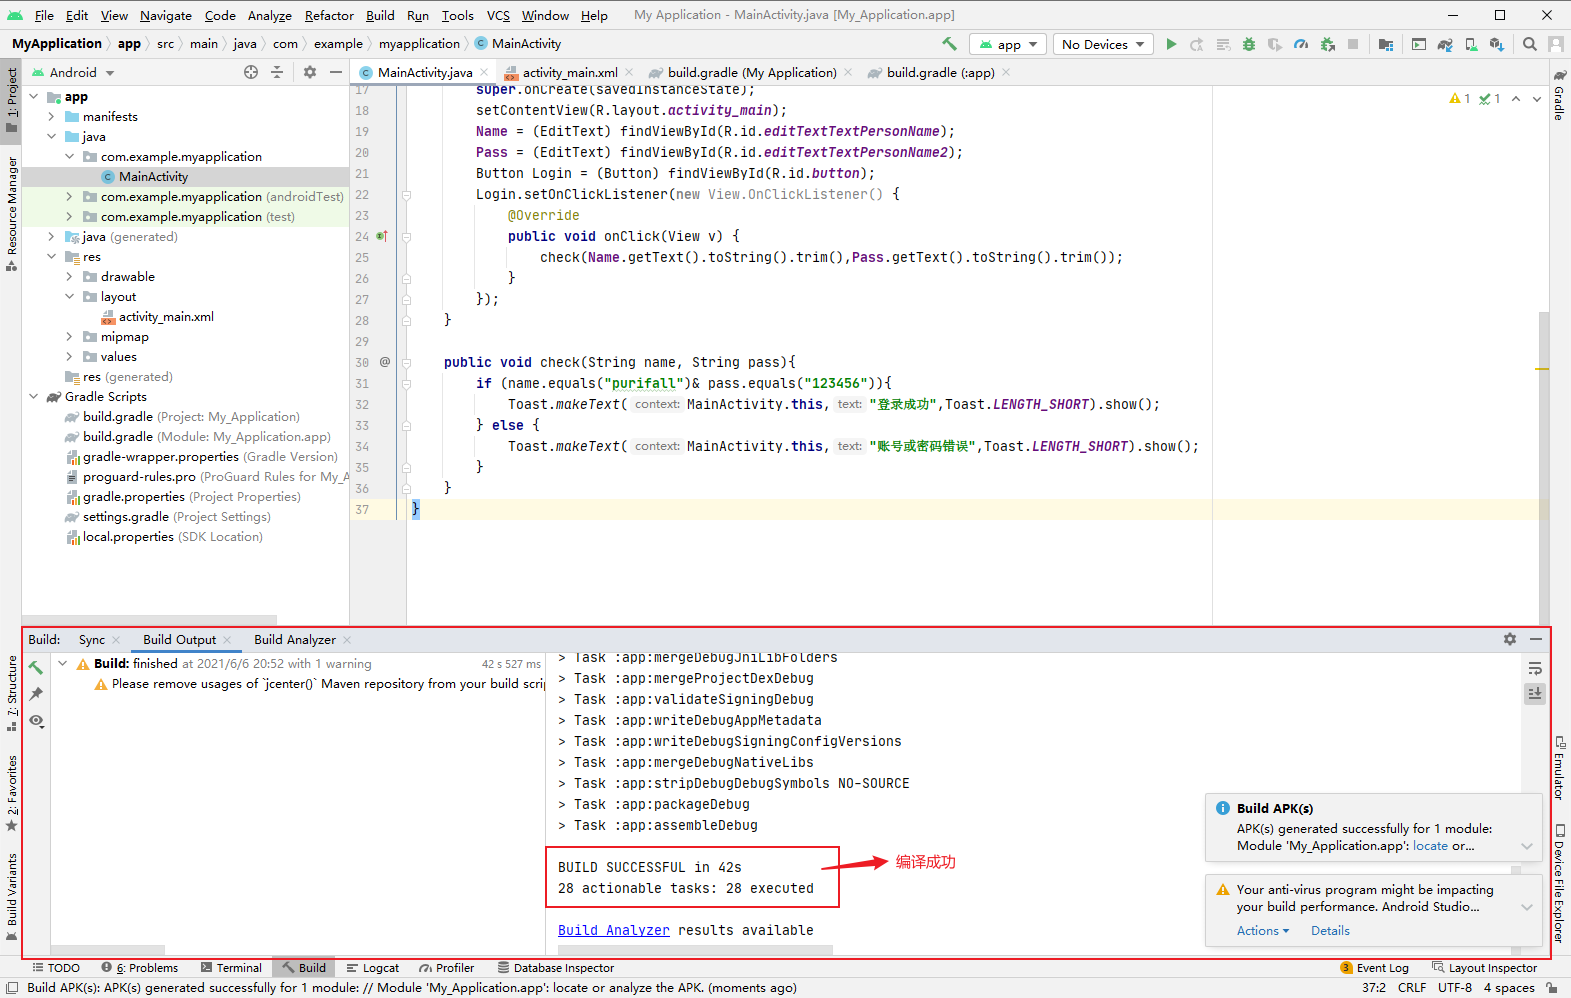 File Edit View Navigate Code Analyze Refactor Build Run Tools VCS Window Help My Application - MainActivity.java [My_Application.app]
MyApplication app src main java com example myapplication MainActivity app No Devices
1: Project
Resource Manager
7: Structure
2: Favorites
Build Variants
Android
app
manifests
java
com.example.myapplication
MainActivity
com.example.myapplication (androidTest)
com.example.myapplication (test)
java (generated)
res
drawable
layout
activity_main.xml
mipmap
values
res (generated)
Gradle Scripts
build.gradle (Project: My_Application)
build.gradle (Module: My_Application.app)
gradle-wrapper.properties (Gradle Version)
proguard-rules.pro (ProGuard Rules for My_A
gradle.properties (Project Properties)
settings.gradle (Project Settings)
local.properties (SDK Location)
MainActivity.java activity_main.xml build.gradle (My Application) build.gradle (:app)
1 1
17 super.onCreate(savedInstanceState);
18 setContentView(R.layout.activity_main);
19 Name = (EditText) findViewById(R.id.editTextTextPersonName);
20 Pass = (EditText) findViewById(R.id.editTextTextPersonName2);
21 Button Login = (Button) findViewById(R.id.button);
22 Login.setOnClickListener(new View.OnClickListener() {
23 @Override
24 public void onClick(View v) {
25 check(Name.getText().toString().trim(),Pass.getText().toString().trim());
26 }
27 });
28 }
29
30 @ public void check(String name, String pass){
31 if (name.equals("purifall")& pass.equals("123456")){
32 Toast.makeText( context: MainActivity.this, text: "登录成功",Toast.LENGTH_SHORT).show();
33 } else {
34 Toast.makeText( context: MainActivity.this, text: "账号或密码错误",Toast.LENGTH_SHORT).show();
35 }
36 }
37 }
Gradle
Emulator
Device File Explorer
Build: Sync Build Output Build Analyzer
Build: finished at 2021/6/6 20:52 with 1 warning 42 s 527 ms
Please remove usages of `jcenter()` Maven repository from your build scrip
> Task :app:mergeDebugJniLibFolders
> Task :app:mergeProjectDexDebug
> Task :app:validateSigningDebug
> Task :app:writeDebugAppMetadata
> Task :app:writeDebugSigningConfigVersions
> Task :app:mergeDebugNativeLibs
> Task :app:stripDebugDebugSymbols NO-SOURCE
> Task :app:packageDebug
> Task :app:assembleDebug
BUILD SUCCESSFUL in 42s
28 actionable tasks: 28 executed
编译成功
Build Analyzer results available
Build APK(s)
APK(s) generated successfully for 1 module:
Module 'My_Application.app': locate or...
Your anti-virus program might be impacting
your build performance. Android Studio...
Actions Details
TODO 6: Problems Terminal Build Logcat Profiler Database Inspector 3 Event Log Layout Inspector
Build APK(s): APK(s) generated successfully for 1 module: // Module 'My_Application.app': locate or analyze the APK. (moments ago) 37:2 CRLF UTF-8 4 spaces